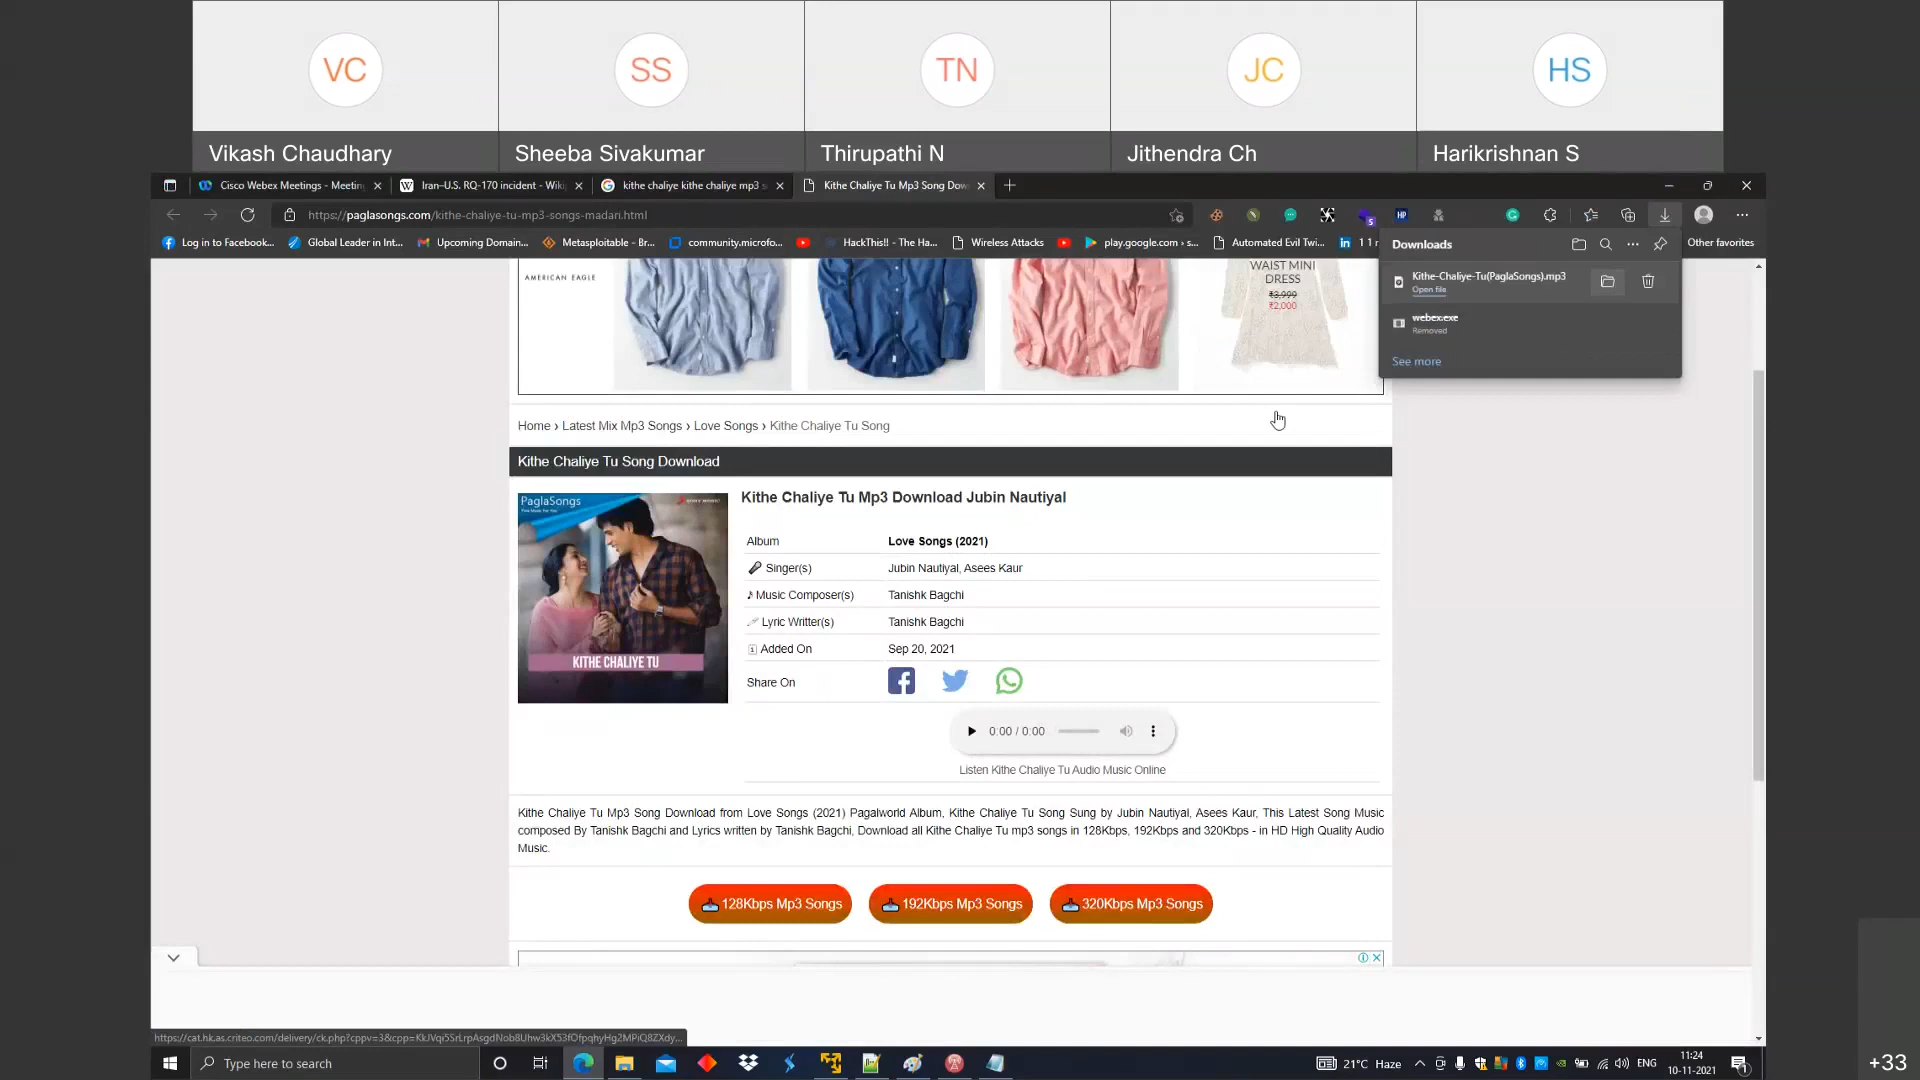 VC
SS
TN
JC
HS
Vikash Chaudhary
Sheeba Sivakumar
Thirupathi N
Jithendra Ch
Harikrishnan S
Cisco Webex Meetings - Meeting
Iran–U.S. RQ-170 incident - Wiki
kithe chaliye kithe chaliye mp3 s
Kithe Chaliye Tu Mp3 Song Dow
https://paglasongs.com/kithe-chaliye-tu-mp3-songs-madari.html
Log in to Facebook...
Global Leader in Int...
Upcoming Domain...
Metasploitable - Br...
community.microfo...
HackThis!! - The Ha...
Wireless Attacks
play.google.com › s...
Automated Evil Twi...
1 1 r
Other favorites
Downloads
Kithe-Chaliye-Tu(PaglaSongs).mp3
Open file
webex.exe
Removed
See more
AMERICAN EAGLE
WAIST MINI
DRESS
₹3,999
₹2,000
Home › Latest Mix Mp3 Songs › Love Songs › Kithe Chaliye Tu Song
Kithe Chaliye Tu Song Download
PaglaSongs
KITHE CHALIYE TU
Kithe Chaliye Tu Mp3 Download Jubin Nautiyal
Album Love Songs (2021)
Singer(s) Jubin Nautiyal, Asees Kaur
Music Composer(s) Tanishk Bagchi
Lyric Writter(s) Tanishk Bagchi
Added On Sep 20, 2021
Share On
0:00 / 0:00
Listen Kithe Chaliye Tu Audio Music Online
Kithe Chaliye Tu Mp3 Song Download from Love Songs (2021) Pagalworld Album, Kithe Chaliye Tu Song Sung by Jubin Nautiyal, Asees Kaur, This Latest Song Music
composed By Tanishk Bagchi and Lyrics written by Tanishk Bagchi, Download all Kithe Chaliye Tu mp3 songs in 128Kbps, 192Kbps and 320Kbps - in HD High Quality Audio
Music.
128Kbps Mp3 Songs
192Kbps Mp3 Songs
320Kbps Mp3 Songs
Type here to search
21°C Haze
ENG
11:24
10-11-2021
+33